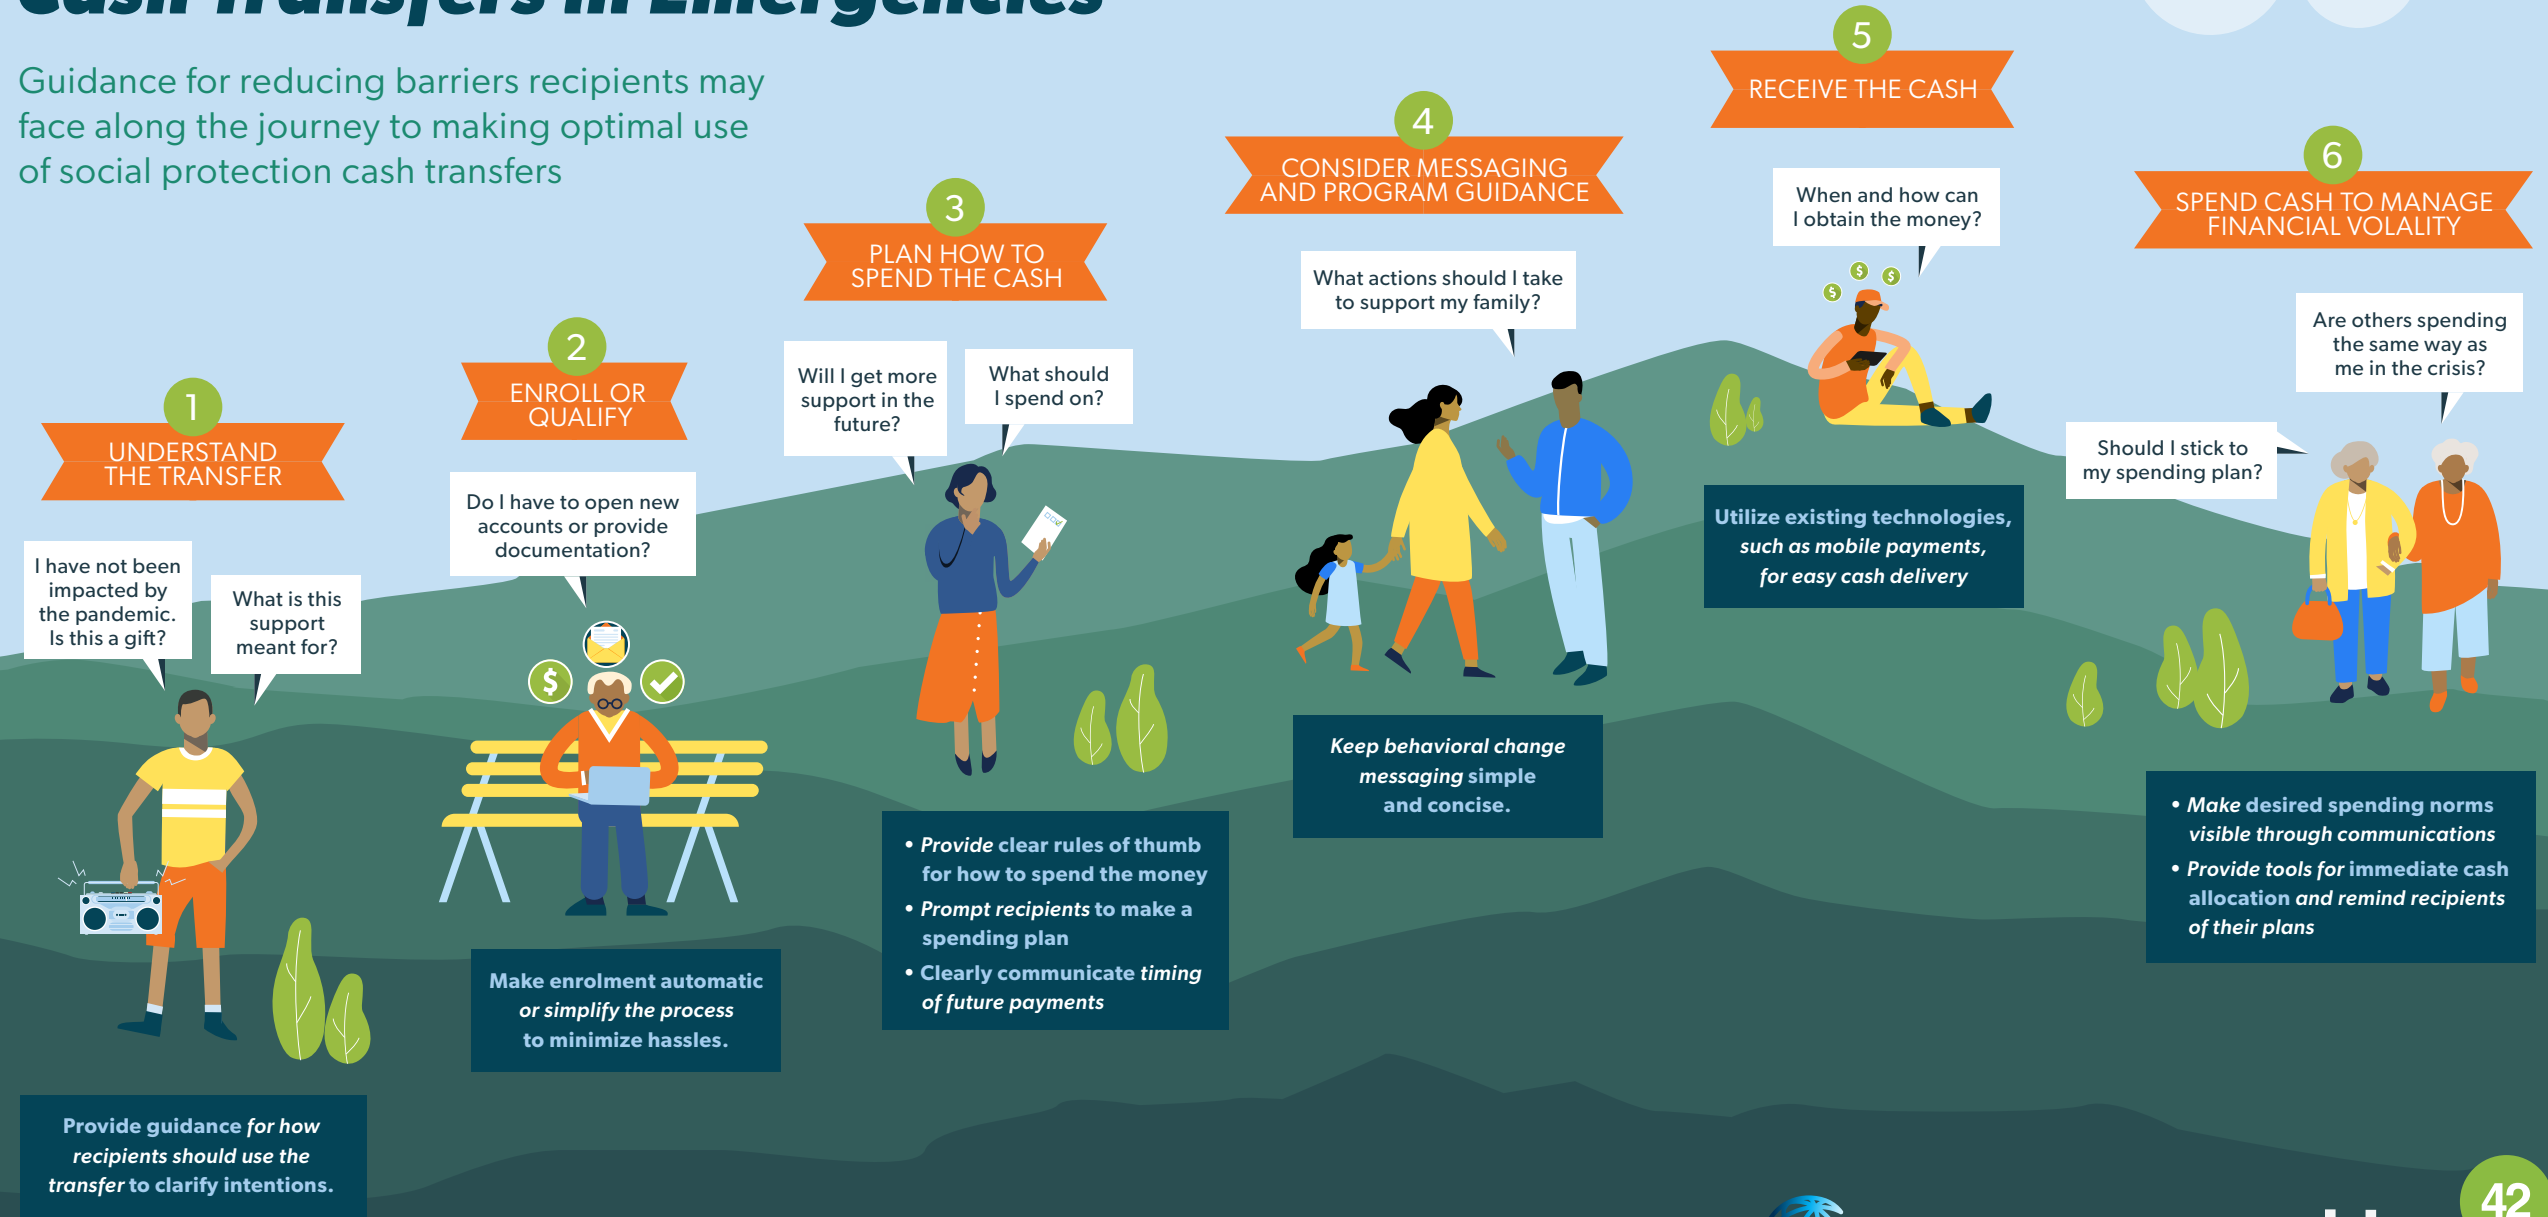 Cash Transfers in Emergencies
Guidance for reducing barriers recipients may
face along the journey to making optimal use
of social protection cash transfers
1
UNDERSTAND
THE TRANSFER
I have not been
impacted by
the pandemic.
Is this a gift?
What is this
support
meant for?
Provide guidance for how
recipients should use the
transfer to clarify intentions.
2
ENROLL OR
QUALIFY
Do I have to open new
accounts or provide
documentation?
$
Make enrolment automatic
or simplify the process
to minimize hassles.
3
PLAN HOW TO
SPEND THE CASH
Will I get more
support in the
future?
What should
I spend on?
• Provide clear rules of thumb
for how to spend the money
• Prompt recipients to make a
spending plan
• Clearly communicate timing
of future payments
4
CONSIDER MESSAGING
AND PROGRAM GUIDANCE
What actions should I take
to support my family?
Keep behavioral change
messaging simple
and concise.
5
RECEIVE THE CASH
When and how can
I obtain the money?
$ $ $
Utilize existing technologies,
such as mobile payments,
for easy cash delivery
6
SPEND CASH TO MANAGE
FINANCIAL VOLALITY
Are others spending
the same way as
me in the crisis?
Should I stick to
my spending plan?
• Make desired spending norms
visible through communications
• Provide tools for immediate cash
allocation and remind recipients
of their plans
42